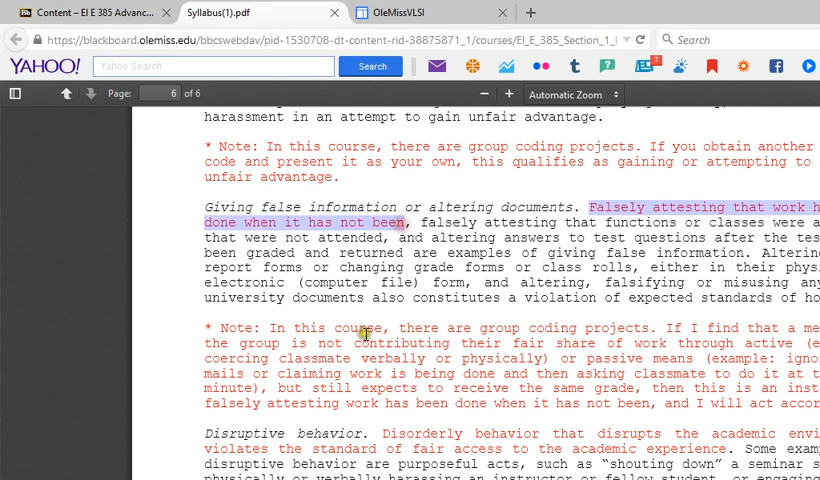 Content – El E 385 Advanc...
Syllabus(1).pdf
OleMissVLSI
https://blackboard.olemiss.edu/bbcswebdav/pid-1530708-dt-content-rid-38875871_1/courses/El_E_385_Section_1_
Search
YAHOO!
Yahoo Search
Search
7
Page: 6 of 6
Automatic Zoom
harassment in an attempt to gain unfair advantage.
* Note: In this course, there are group coding projects. If you obtain another
code and present it as your own, this qualifies as gaining or attempting to
unfair advantage.
Giving false information or altering documents. Falsely attesting that work h
done when it has not been, falsely attesting that functions or classes were a
that were not attended, and altering answers to test questions after the tes
been graded and returned are examples of giving false information. Alterin
report forms or changing grade forms or class rolls, either in their physi
electronic (computer file) form, and altering, falsifying or misusing any
university documents also constitutes a violation of expected standards of ho
* Note: In this course, there are group coding projects. If I find that a me
the group is not contributing their fair share of work through active (e
coercing classmate verbally or physically) or passive means (example: igno
mails or claiming work is being done and then asking classmate to do it at t
minute), but still expects to receive the same grade, then this is an inst
falsely attesting work has been done when it has not been, and I will act accor
Disruptive behavior. Disorderly behavior that disrupts the academic envi
violates the standard of fair access to the academic experience. Some examp
disruptive behavior are purposeful acts, such as “shouting down” a seminar s
physically or verbally harassing an instructor or fellow student, or engaging